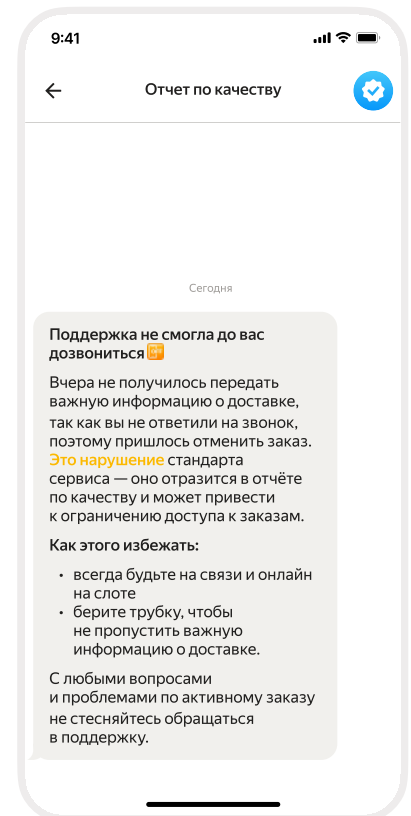 9:41
Отчет по качеству
Сегодня
Поддержка не смогла до вас
дозвониться
Вчера не получилось передать
важную информацию о доставке,
так как вы не ответили на звонок,
поэтому пришлось отменить заказ.
Это нарушение стандарта
сервиса — оно отразится в отчёте
по качеству и может привести
к ограничению доступа к заказам.
Как этого избежать:
• всегда будьте на связи и онлайн
на слоте
• берите трубку, чтобы
не пропустить важную
информацию о доставке.
С любыми вопросами
и проблемами по активному заказу
не стесняйтесь обращаться
в поддержку.